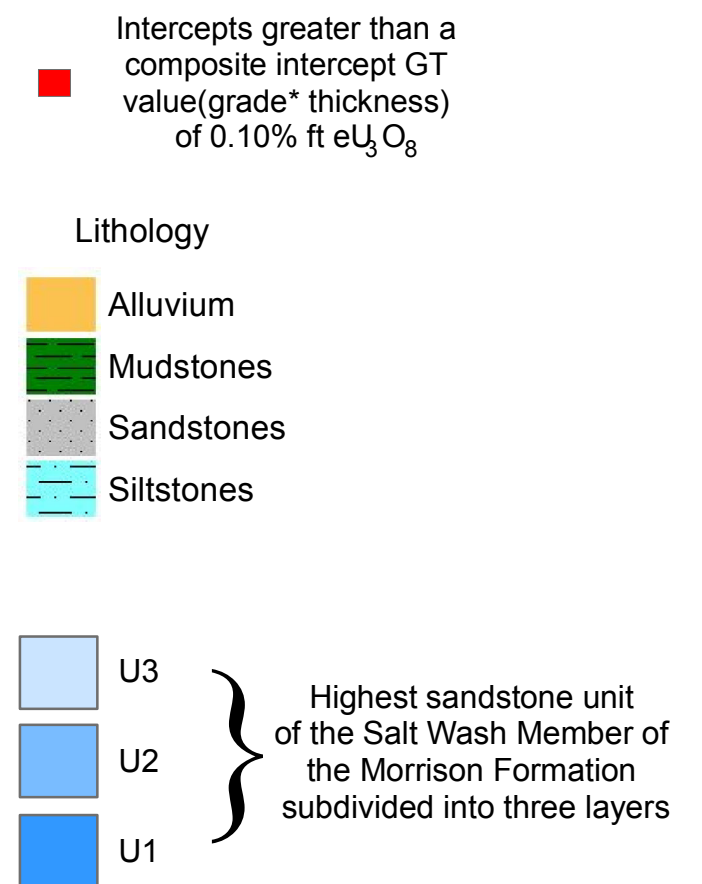 Intercepts greater than a
composite intercept GT
value(grade* thickness)
of 0.10% ft eU₃O₈
Lithology
Alluvium
Mudstones
Sandstones
Siltstones
U3
U2
U1
Highest sandstone unit
of the Salt Wash Member of
the Morrison Formation
subdivided into three layers